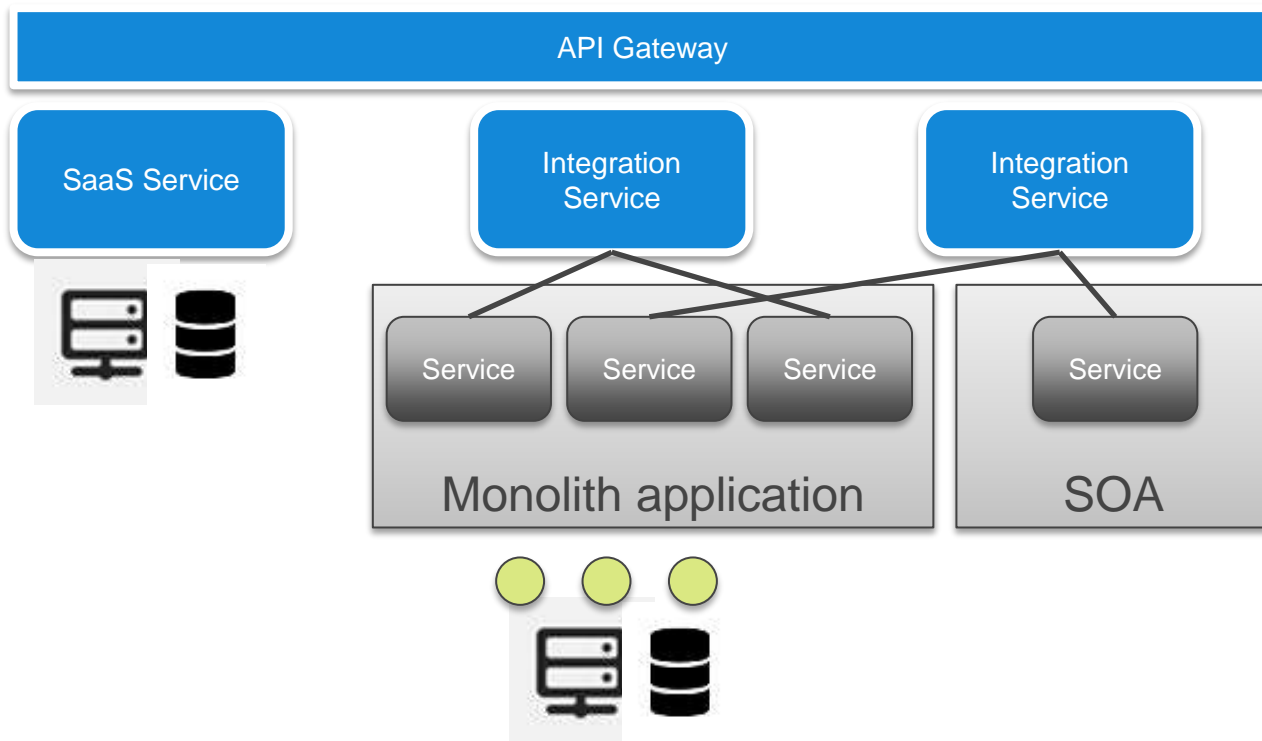 API Gateway
SaaS Service
Integration
Service
Integration
Service
Service
Service
Service
Service
Monolith application
SOA